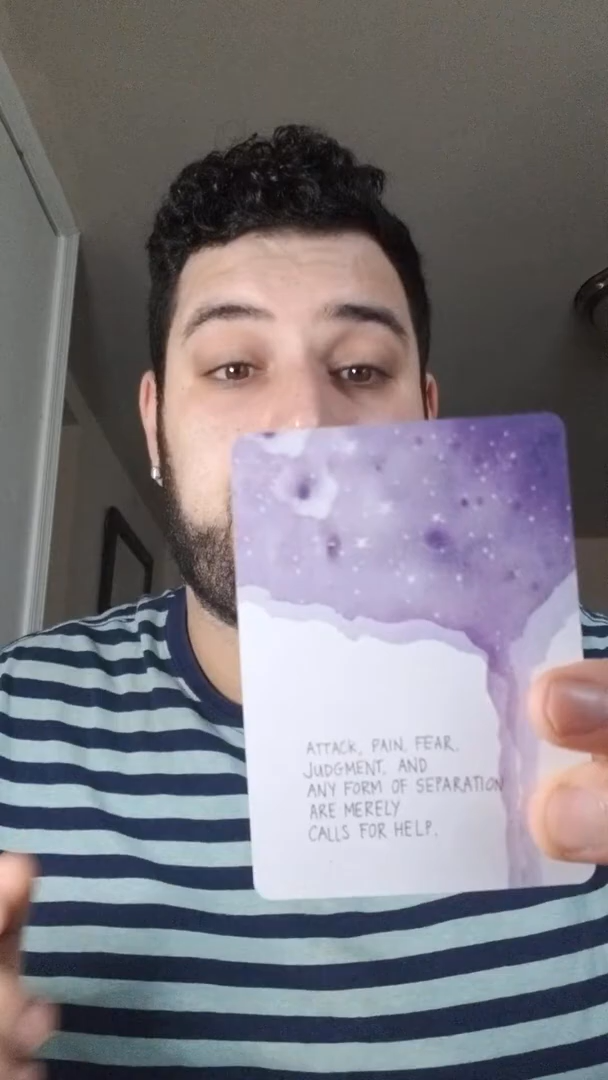 ATTACK, PAIN, FEAR,
JUDGMENT, AND
ANY FORM OF SEPARATION
ARE MERELY
CALLS FOR HELP.